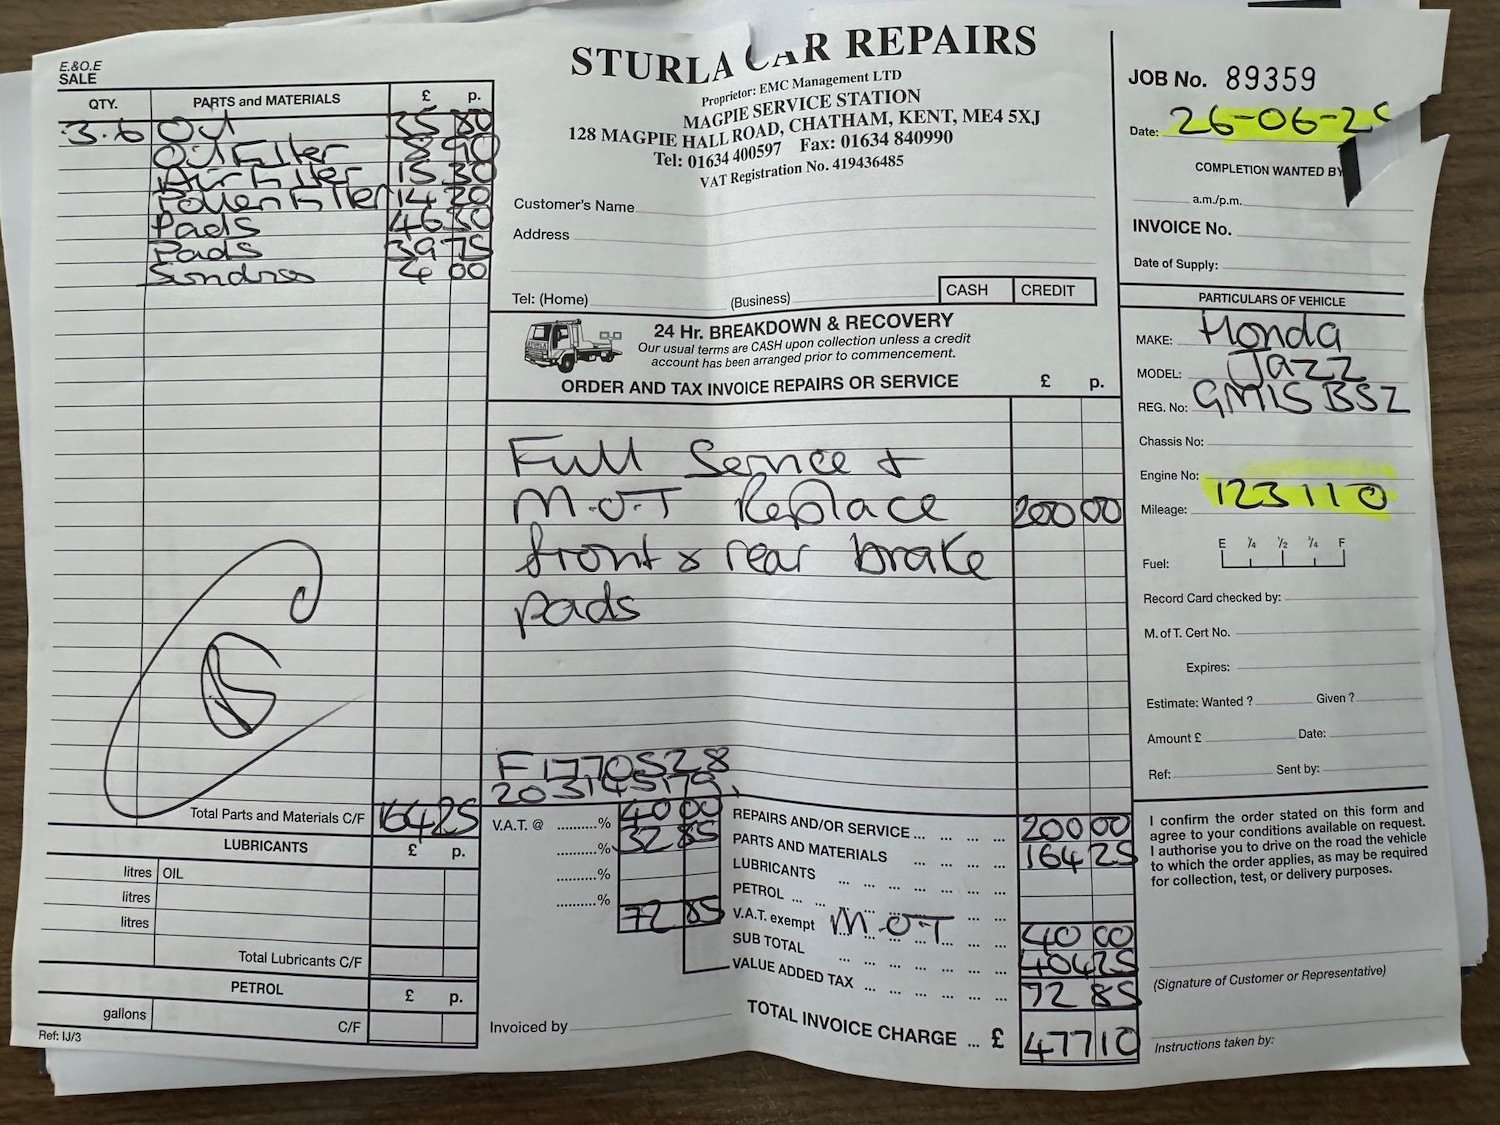 E.&O.E
SALE
QTY. PARTS and MATERIALS £ p.
3.6 Oil 35 80
Oil Filter 8 90
Air Filter 15 30
Pollen Filter 14 20
Pads 46 30
Pads 39 75
Sundries 4 00
Total Parts and Materials C/F 164 25
LUBRICANTS £ p.
litres OIL
litres
litres
Total Lubricants C/F
PETROL £ p.
gallons C/F
Ref: IJ/3
STURLA CAR REPAIRS
Proprietor: EMC Management LTD
MAGPIE SERVICE STATION
128 MAGPIE HALL ROAD, CHATHAM, KENT, ME4 5XJ
Tel: 01634 400597 Fax: 01634 840990
VAT Registration No. 419436485
Customer's Name
Address
Tel: (Home) (Business) CASH CREDIT
STURLA
24 Hr. BREAKDOWN & RECOVERY
Our usual terms are CASH upon collection unless a credit
account has been arranged prior to commencement.
ORDER AND TAX INVOICE REPAIRS OR SERVICE £ p.
Full Service +
M.O.T Replace 200 00
front & rear brake
pads
F1770528
203145179
V.A.T. @ ..........% 40 00
..........% 32 85
..........%
..........% 72 85
REPAIRS AND/OR SERVICE ... ... ... 200 00
PARTS AND MATERIALS ... ... ... 164 25
LUBRICANTS ... ... ... ... ... ...
PETROL ... ... ... ... ... ... ...
V.A.T. exempt M.O.T ... ... 40 00
SUB TOTAL ... ... ... ... ... 404 25
VALUE ADDED TAX ... ... ... ... ... 72 85
TOTAL INVOICE CHARGE ... £ 477 10
Invoiced by
JOB No. 89359
Date: 26-06-2
COMPLETION WANTED BY
a.m./p.m.
INVOICE No.
Date of Supply:
PARTICULARS OF VEHICLE
MAKE: Honda
MODEL: Jazz
REG. No: GM15 BSZ
Chassis No:
Engine No:
Mileage: 123110
E ¼ ½ ¾ F
Fuel:
Record Card checked by:
M. of T. Cert No.
Expires:
Estimate: Wanted ? Given ?
Amount £ Date:
Ref: Sent by:
I confirm the order stated on this form and
agree to your conditions available on request.
I authorise you to drive on the road the vehicle
to which the order applies, as may be required
for collection, test, or delivery purposes.
(Signature of Customer or Representative)
Instructions taken by: